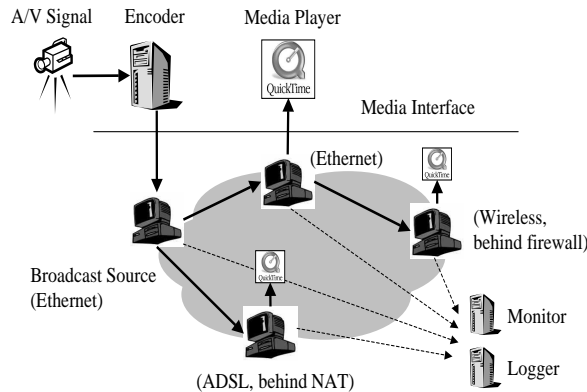 A/V Signal
Encoder
Media Player
QuickTime
Media Interface
(Ethernet)
QuickTime
(Wireless,
behind firewall)
Broadcast Source
(Ethernet)
QuickTime
(ADSL, behind NAT)
Monitor
Logger